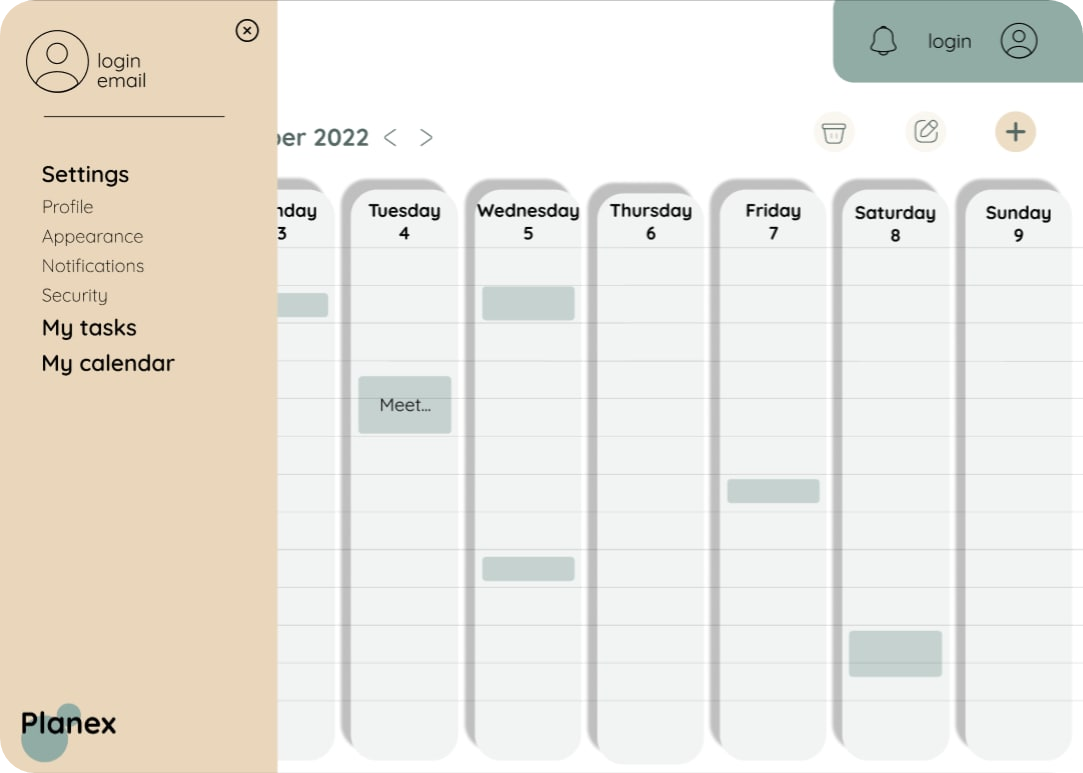 login
email
login
ber 2022
Settings
Profile
Appearance
Notifications
Security
My tasks
My calendar
nday
3
Tuesday
4
Wednesday
5
Thursday
6
Friday
7
Saturday
8
Sunday
9
Meet...
Planex